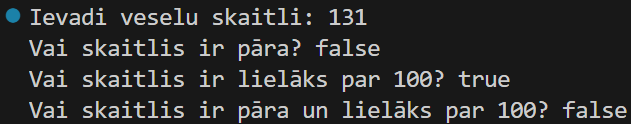 Ievadi veselu skaitli: 131
Vai skaitlis ir pāra? false
Vai skaitlis ir lielāks par 100? true
Vai skaitlis ir pāra un lielāks par 100? false